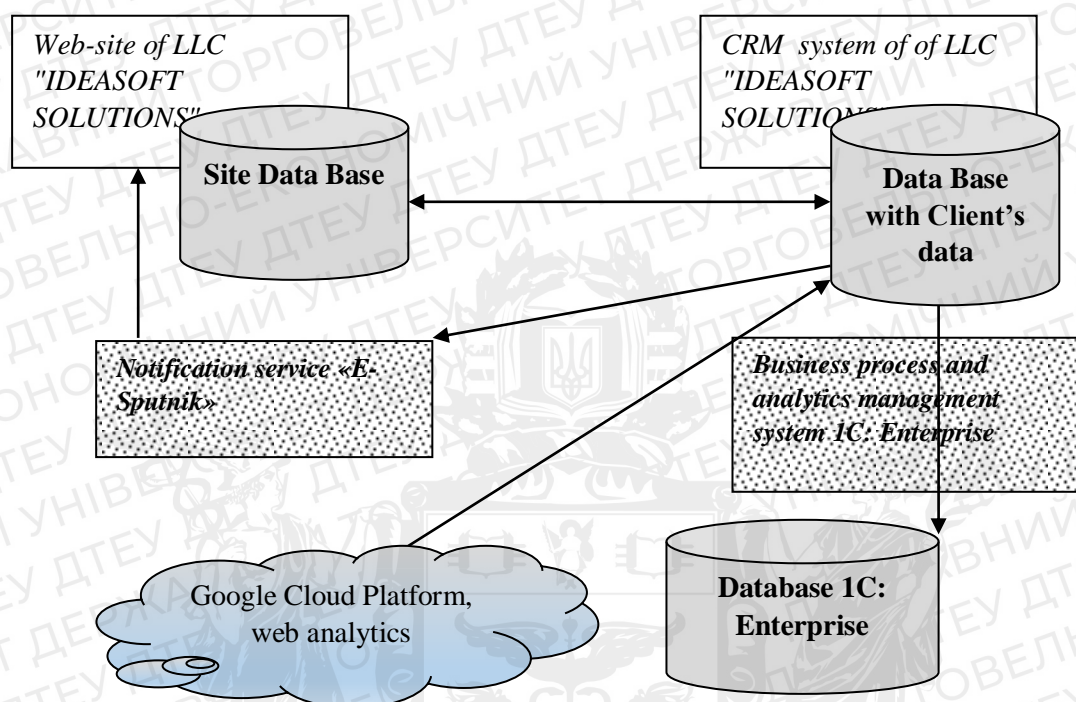 Web-site of LLC
"IDEASOFT
SOLUTIONS"
Site Data Base
CRM system of of LLC
"IDEASOFT
SOLUTIONS"
Data Base
with Client's
data
Notification service «E-
Sputnik»
Business process and
analytics management
system 1C: Enterprise
Google Cloud Platform,
web analytics
Database 1C:
Enterprise